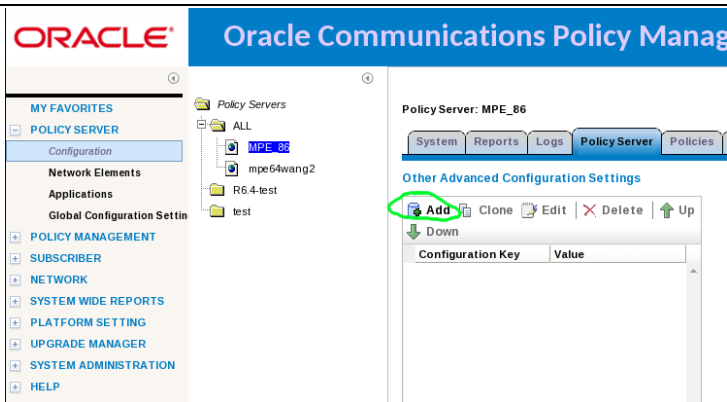 ORACLE®
Oracle Communications Policy Manag
MY FAVORITES
POLICY SERVER
Configuration
Network Elements
Applications
Global Configuration Settin
POLICY MANAGEMENT
SUBSCRIBER
NETWORK
SYSTEM WIDE REPORTS
PLATFORM SETTING
UPGRADE MANAGER
SYSTEM ADMINISTRATION
HELP
Policy Servers
ALL
MPE_86
mpe64wang2
R6.4-test
test
Policy Server: MPE_86
System Reports Logs Policy Server Policies
Other Advanced Configuration Settings
Add Clone Edit Delete Up
Down
Configuration Key Value